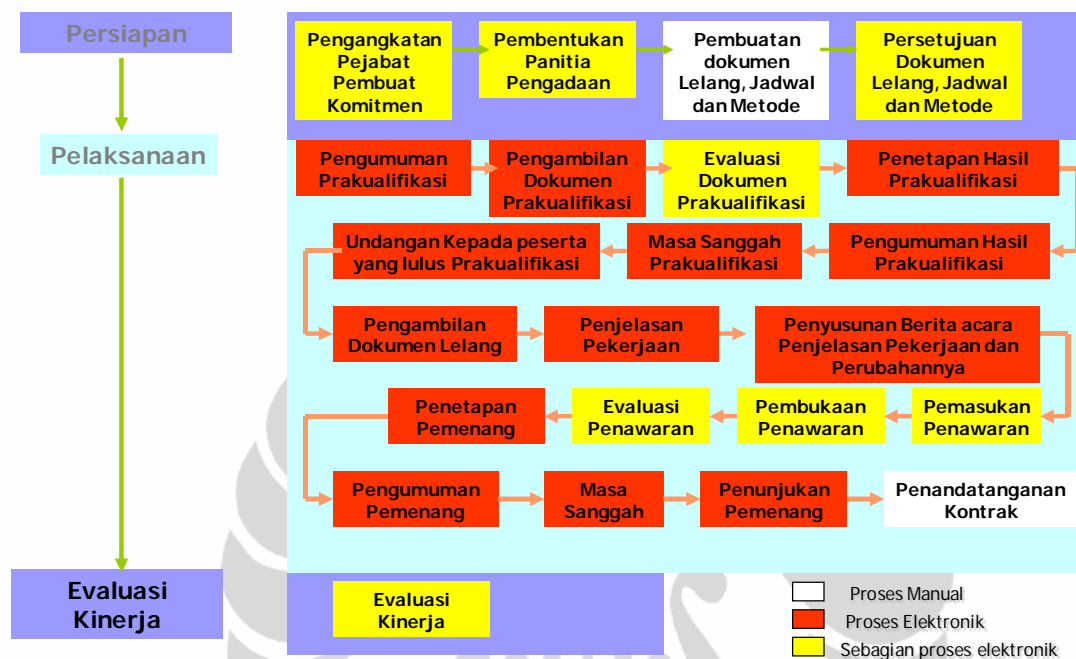 Persiapan
Pengangkatan
Pejabat
Pembuat
Komitmen
Pembentukan
Panitia
Pengadaan
Pembuatan
dokumen
Lelang, Jadwal
dan Metode
Persetujuan
Dokumen
Lelang, Jadwal
dan Metode
Pelaksanaan
Pengumuman
Prakualifikasi
Pengambilan
Dokumen
Prakualifikasi
Evaluasi
Dokumen
Prakualifikasi
Penetapan Hasil
Prakualifikasi
Undangan Kepada peserta
yang lulus Prakualifikasi
Masa Sanggah
Prakualifikasi
Pengumuman Hasil
Prakualifikasi
Pengambilan
Dokumen Lelang
Penjelasan
Pekerjaan
Penyusunan Berita acara
Penjelasan Pekerjaan dan
Perubahannya
Penetapan
Pemenang
Evaluasi
Penawaran
Pembukaan
Penawaran
Pemasukan
Penawaran
Pengumuman
Pemenang
Masa
Sanggah
Penunjukan
Pemenang
Penandatanganan
Kontrak
Evaluasi
Kinerja
Evaluasi
Kinerja
Proses Manual
Proses Elektronik
Sebagian proses elektronik